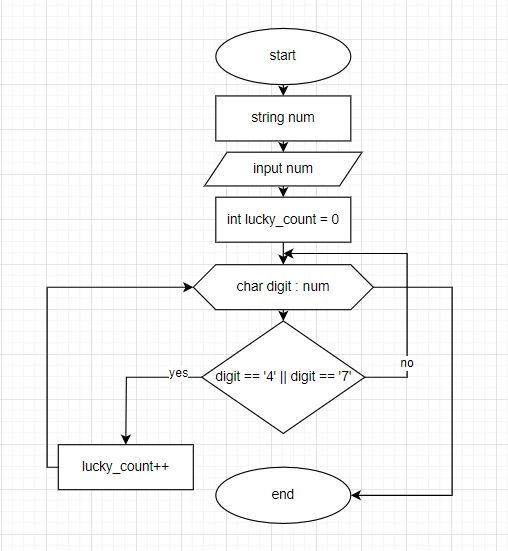 start
string num
input num
int lucky_count = 0
char digit : num
digit == '4' || digit == '7'
yes
no
lucky_count++
end